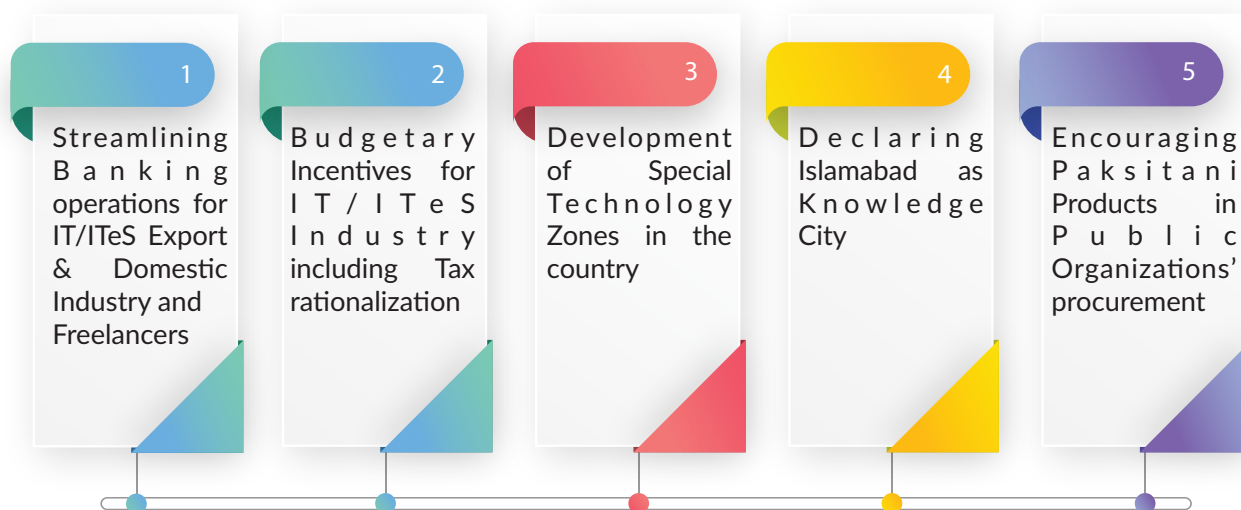 1
Streamlining
Banking
operations for
IT/ITeS Export
& Domestic
Industry and
Freelancers
2
Budgetary
Incentives for
IT/ITeS
Industry
including Tax
rationalization
3
Development
of Special
Technology
Zones in the
country
4
Declaring
Islamabad as
Knowledge
City
5
Encouraging
Paksitani
Products in
Public
Organizations’
procurement